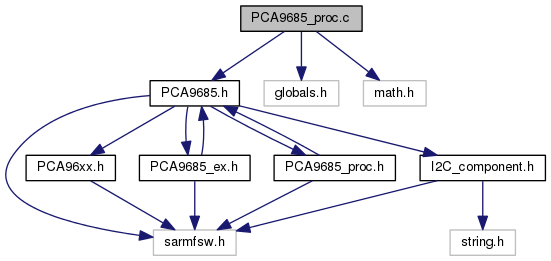 PCA9685_proc.c
PCA9685.h
globals.h
math.h
PCA96xx.h
PCA9685_ex.h
PCA9685_proc.h
I2C_component.h
sarmfsw.h
string.h